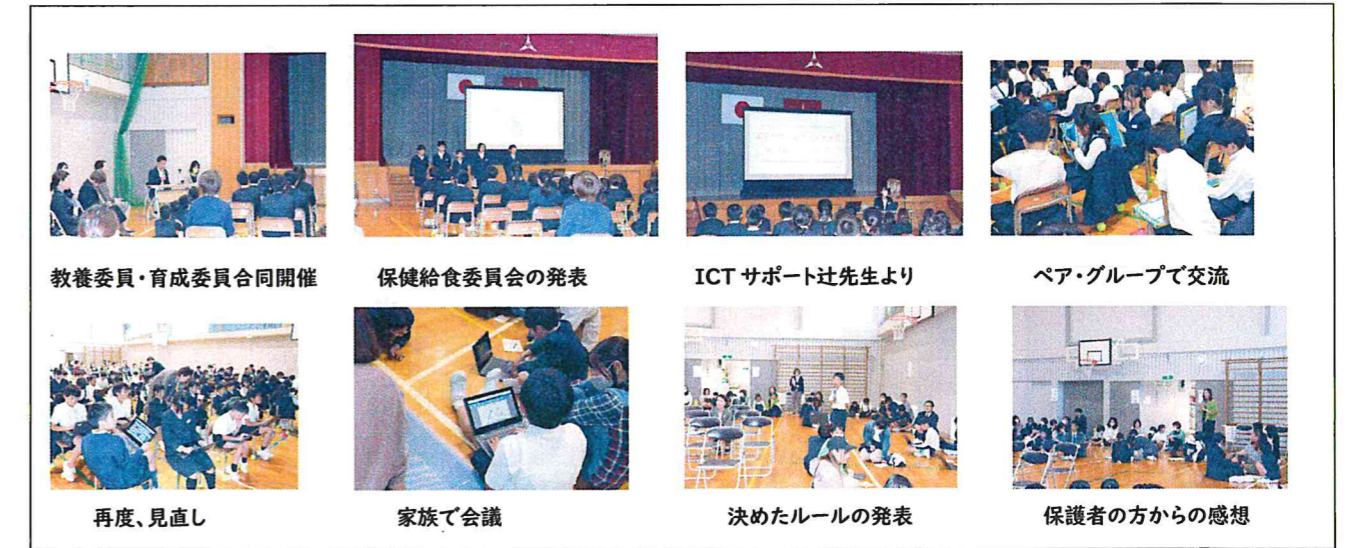 教養委員・育成委員合同開催
保健給食委員会の発表
ICTサポート辻先生より
ペア・グループで交流
再度、見直し
家族で会議
決めたルールの発表
保護者の方からの感想